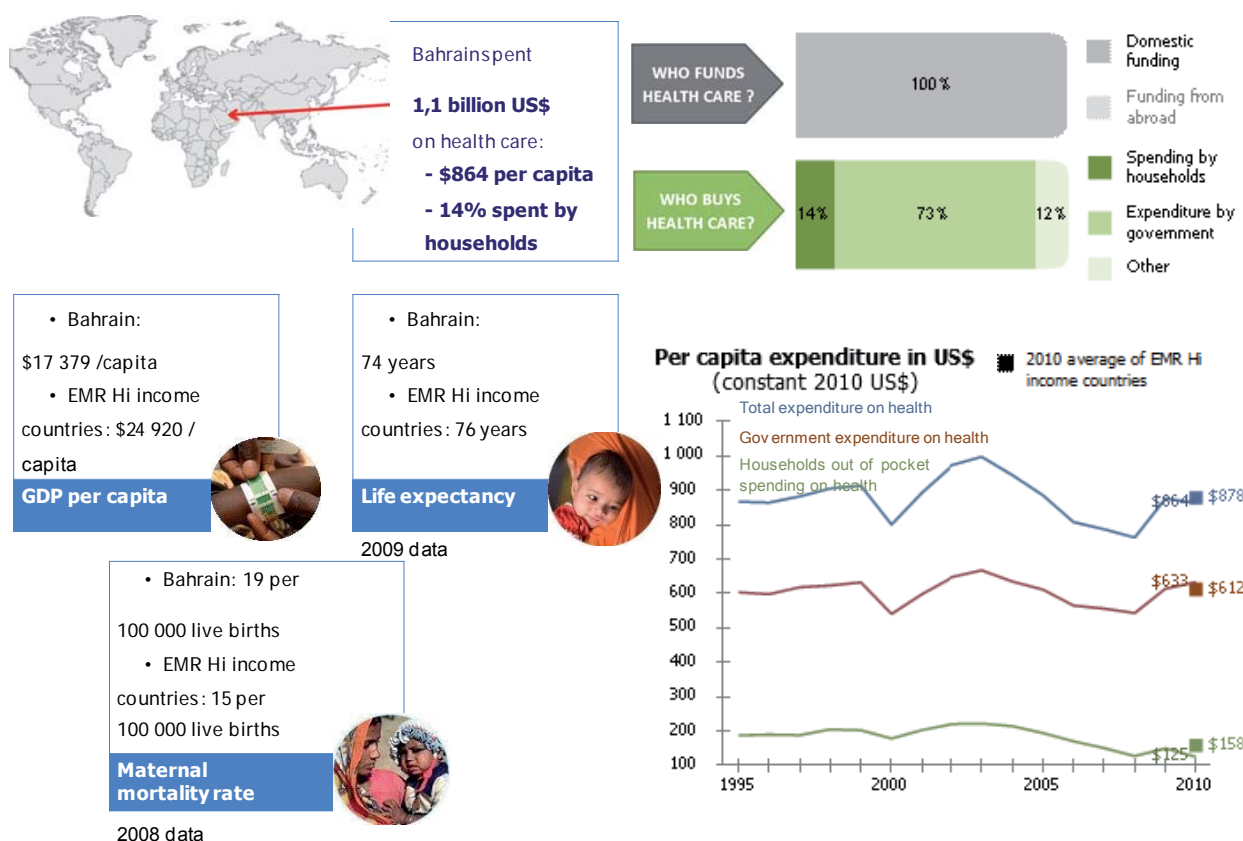 Bahrain spent
1,1 billion US$
on health care:
- $864 per capita
- 14% spent by
households
WHO FUNDS
HEALTH CARE ?
100%
Domestic
funding
Funding from
abroad
WHO BUYS
HEALTH CARE?
14%
73%
12%
Spending by
households
Expenditure by
government
Other
• Bahrain:
$17 379 /capita
• EMR Hi income
countries: $24 920 /
capita
GDP per capita
• Bahrain:
74 years
• EMR Hi income
countries: 76 years
Life expectancy
2009 data
• Bahrain: 19 per
100 000 live births
• EMR Hi income
countries: 15 per
100 000 live births
Maternal
mortality rate
2008 data
Per capita expenditure in US$
(constant 2010 US$)
2010 average of EMR Hi
income countries
Total expenditure on health
Government expenditure on health
Households out of pocket
spending on health
1 100
1 000
900
800
700
600
500
400
300
200
100
$864
$878
$633
$612
$125
$158
1995
2000
2005
2010